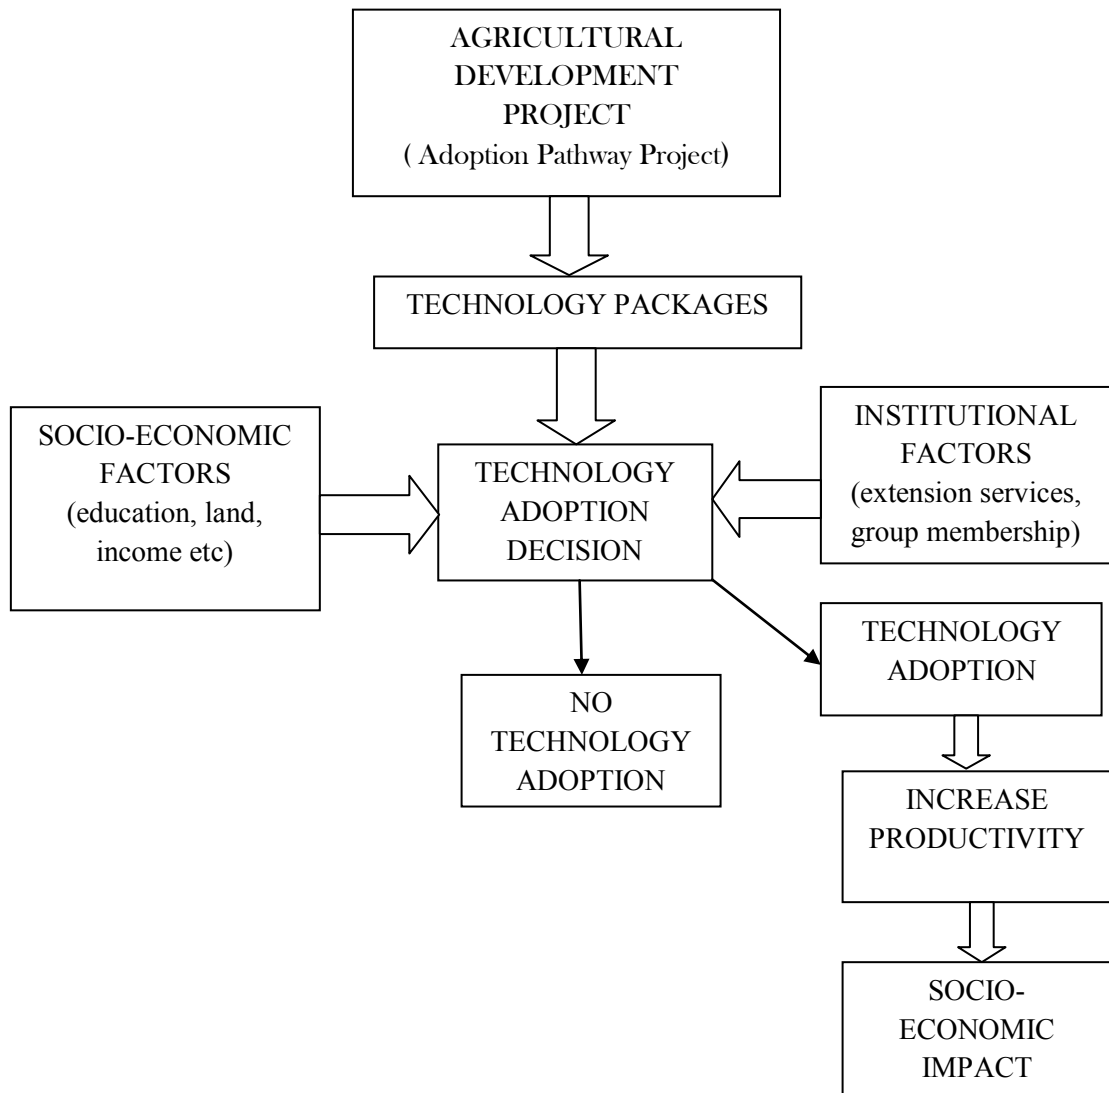 AGRICULTURAL
DEVELOPMENT
PROJECT
( Adoption Pathway Project)
TECHNOLOGY PACKAGES
SOCIO-ECONOMIC
FACTORS
(education, land,
income etc)
TECHNOLOGY
ADOPTION
DECISION
INSTITUTIONAL
FACTORS
(extension services,
group membership)
NO
TECHNOLOGY
ADOPTION
TECHNOLOGY
ADOPTION
INCREASE
PRODUCTIVITY
SOCIO-
ECONOMIC
IMPACT